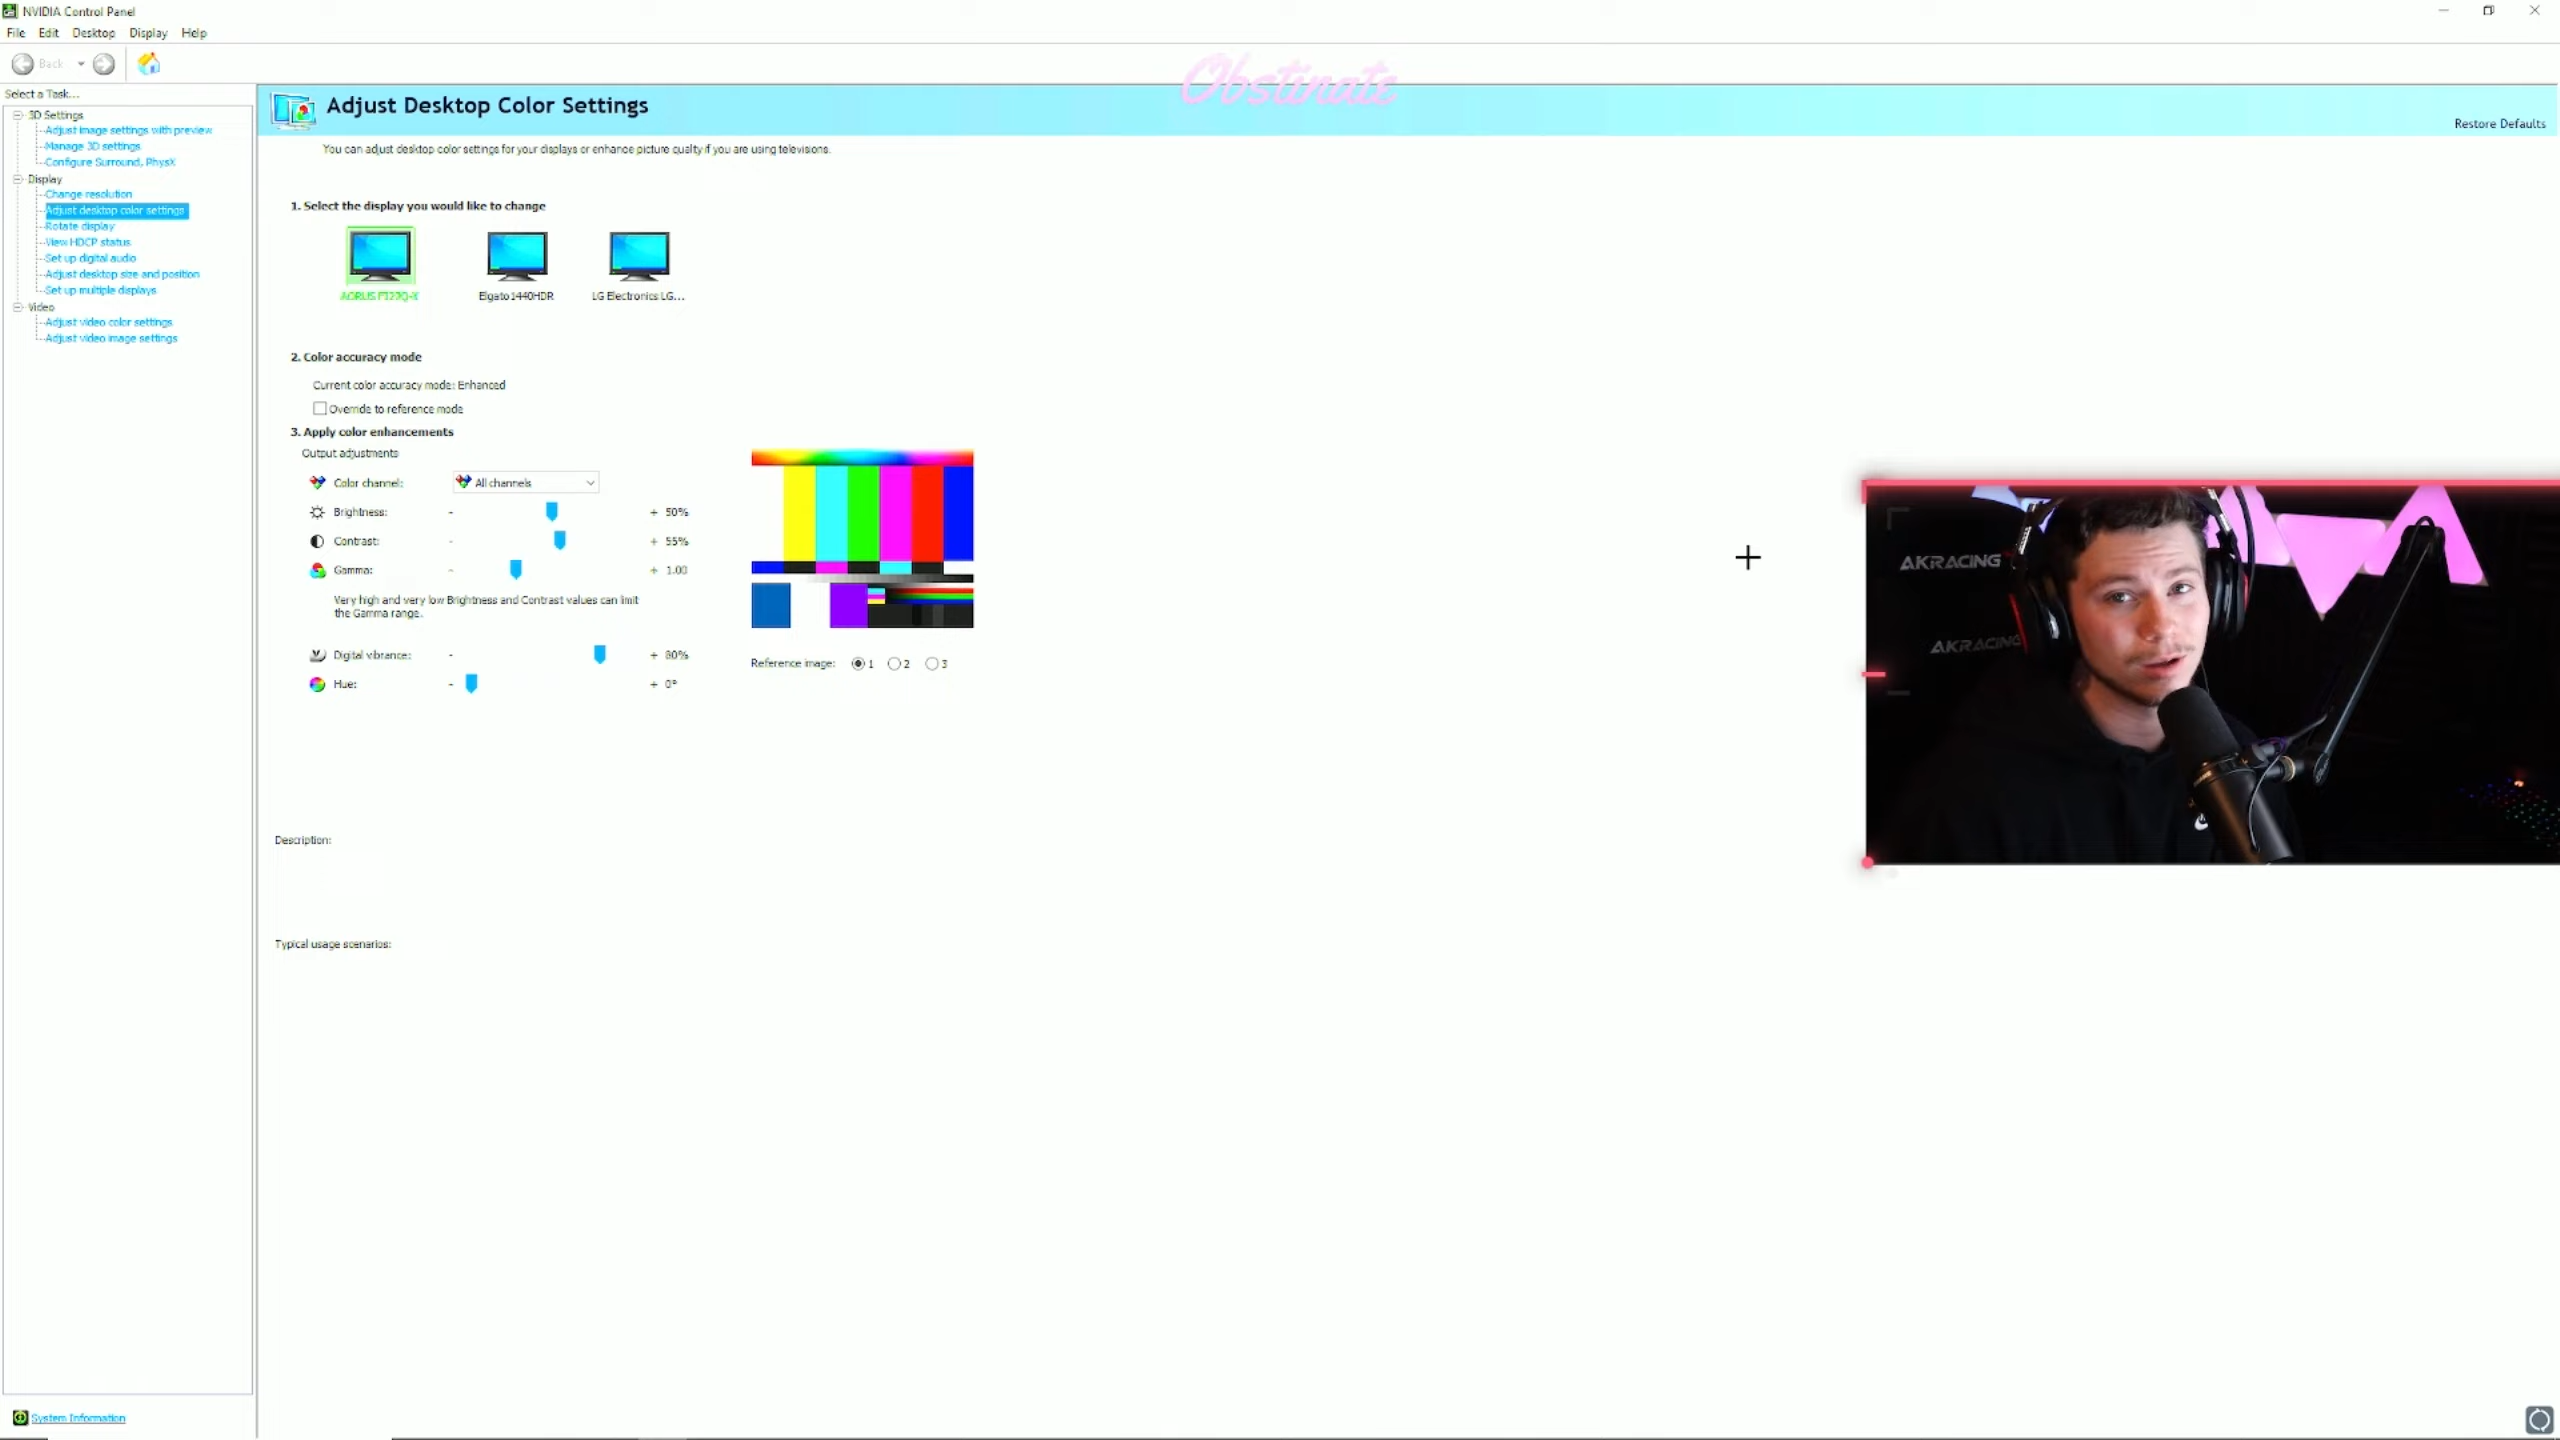 NVIDIA Control Panel
File Edit Desktop Display Help
Back
Obstinate
Select a Task...
3D Settings
Adjust image settings with preview
Manage 3D settings
Configure Surround, PhysX
Display
Change resolution
Adjust desktop color settings
Rotate display
View HDCP status
Set up digital audio
Adjust desktop size and position
Set up multiple displays
Video
Adjust video color settings
Adjust video image settings
System Information
Adjust Desktop Color Settings
Restore Defaults
You can adjust desktop color settings for your displays or enhance picture quality if you are using televisions.
1. Select the display you would like to change
AORUS FI27Q-X Elgato1440HDR LG Electronics LG...
2. Color accuracy mode
Current color accuracy mode: Enhanced
Override to reference mode
3. Apply color enhancements
Output adjustments
Color channel: All channels
Brightness: - + 50%
Contrast: - + 55%
Gamma: - + 1.00
Very high and very low Brightness and Contrast values can limit
the Gamma range.
Digital vibrance: - + 80%
Hue: - + 0°
Reference image: 1 2 3
Description:
Typical usage scenarios:
AKRACING
AKRACING